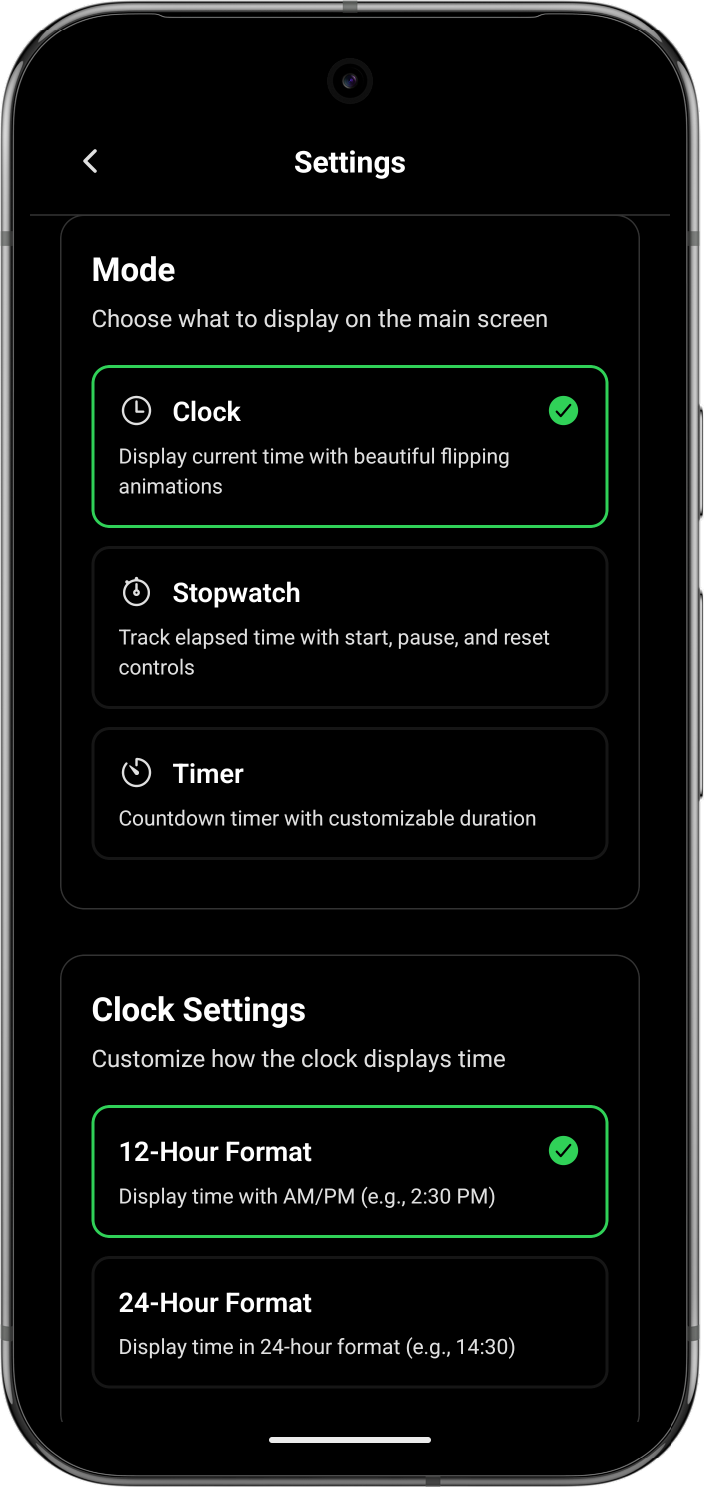 Settings
Mode
Choose what to display on the main screen
Clock
Display current time with beautiful flipping
animations
Stopwatch
Track elapsed time with start, pause, and reset
controls
Timer
Countdown timer with customizable duration
Clock Settings
Customize how the clock displays time
12-Hour Format
Display time with AM/PM (e.g., 2:30 PM)
24-Hour Format
Display time in 24-hour format (e.g., 14:30)